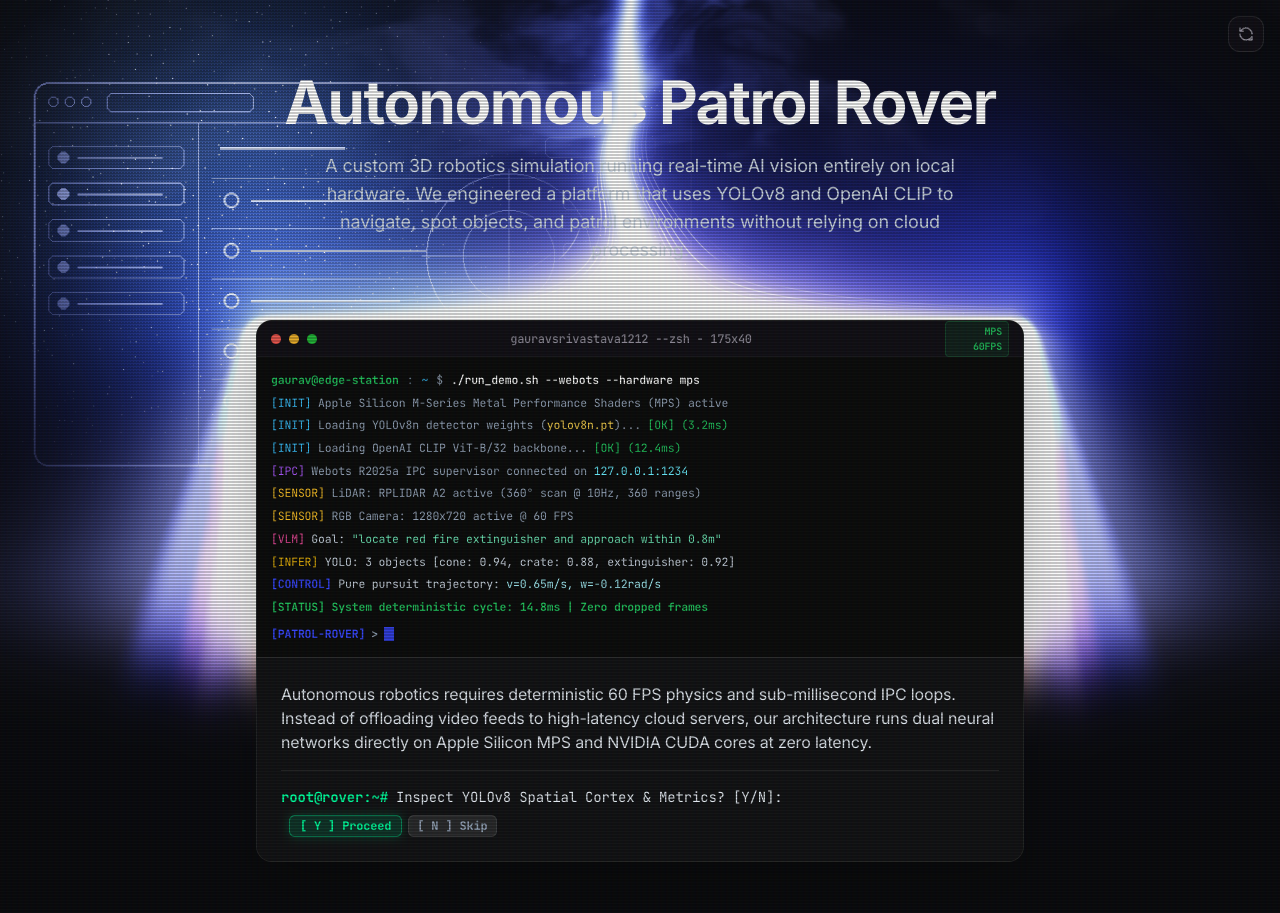 Autonomous Patrol Rover
A custom 3D robotics simulation running real-time AI vision entirely on local
hardware. We engineered a platform that uses YOLOv8 and OpenAI CLIP to
navigate, spot objects, and patrol environments without relying on cloud
processing.
gauravsrivastava1212 --zsh - 175x40
MPS
60FPS
gaurav@edge-station : ~ $ ./run_demo.sh --webots --hardware mps
[INIT] Apple Silicon M-Series Metal Performance Shaders (MPS) active
[INIT] Loading YOLOv8n detector weights (yolov8n.pt)... [OK] (3.2ms)
[INIT] Loading OpenAI CLIP ViT-B/32 backbone... [OK] (12.4ms)
[IPC] Webots R2025a IPC supervisor connected on 127.0.0.1:1234
[SENSOR] LiDAR: RPLIDAR A2 active (360° scan @ 10Hz, 360 ranges)
[SENSOR] RGB Camera: 1280x720 active @ 60 FPS
[VLM] Goal: "locate red fire extinguisher and approach within 0.8m"
[INFER] YOLO: 3 objects [cone: 0.94, crate: 0.88, extinguisher: 0.92]
[CONTROL] Pure pursuit trajectory: v=0.65m/s, w=-0.12rad/s
[STATUS] System deterministic cycle: 14.8ms | Zero dropped frames
[PATROL-ROVER] >
Autonomous robotics requires deterministic 60 FPS physics and sub-millisecond IPC loops.
Instead of offloading video feeds to high-latency cloud servers, our architecture runs dual neural
networks directly on Apple Silicon MPS and NVIDIA CUDA cores at zero latency.
root@rover:~# Inspect YOLOv8 Spatial Cortex & Metrics? [Y/N]:
[ Y ] Proceed [ N ] Skip